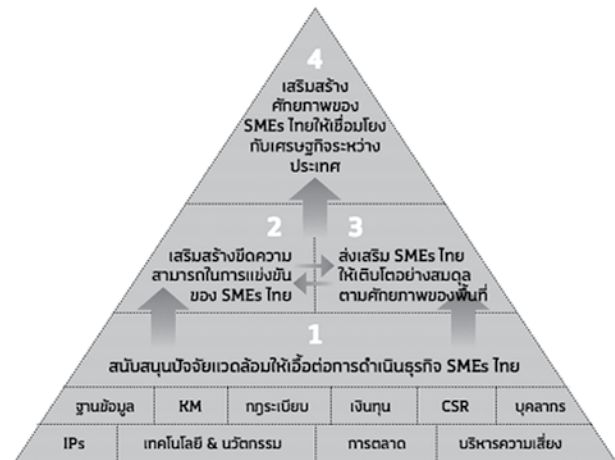 4
เสริมสร้าง
ศักยภาพของ
SMEs ไทยให้เชื่อมโยง
กับเศรษฐกิจระหว่าง
ประเทศ
2
เสริมสร้างขีดความ
สามารถในการแข่งขัน
ของ SMEs ไทย
3
ส่งเสริม SMEs ไทย
ให้เติบโตอย่างสมดุล
ตามศักยภาพของพื้นที่
1
สนับสนุนปัจจัยแวดล้อมให้เอื้อต่อการดำเนินธุรกิจ SMEs ไทย
ฐานข้อมูล KM กฎระเบียบ เงินทุน CSR บุคลากร
IPs เทคโนโลยี & นวัตกรรม การตลาด บริหารความเสี่ยง